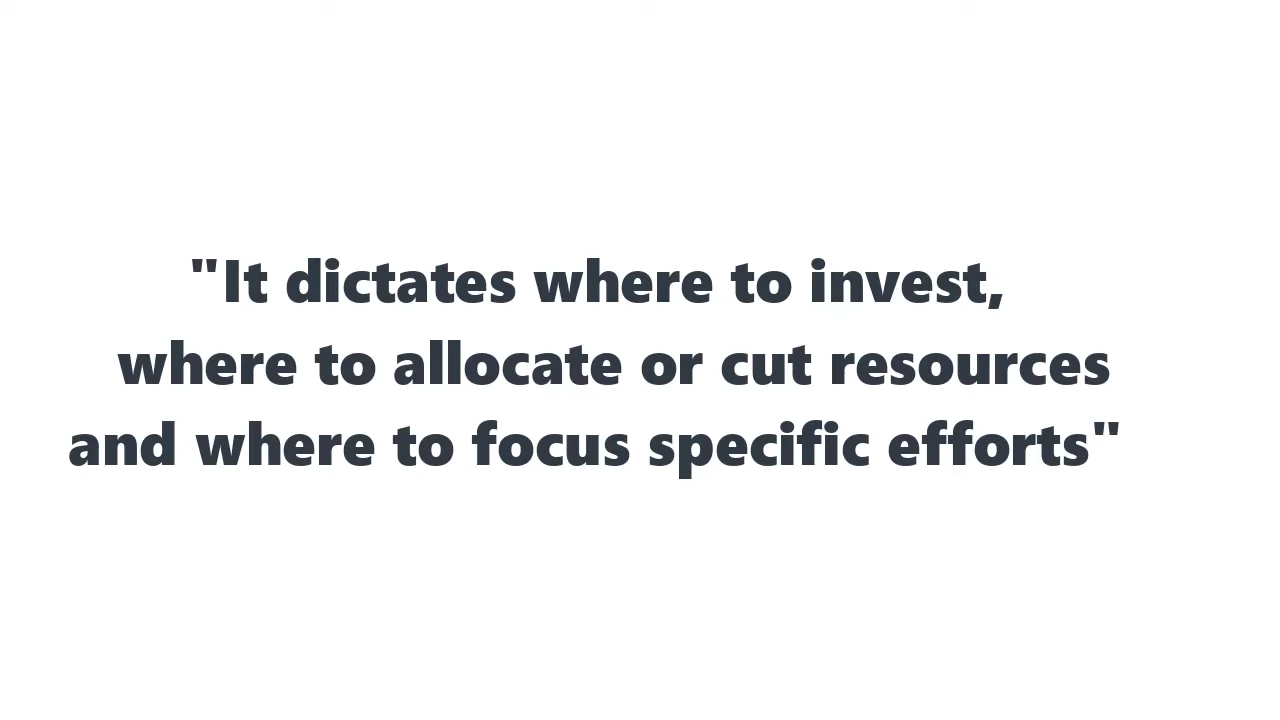 "It dictates where to invest,
where to allocate or cut resources
and where to focus specific efforts"